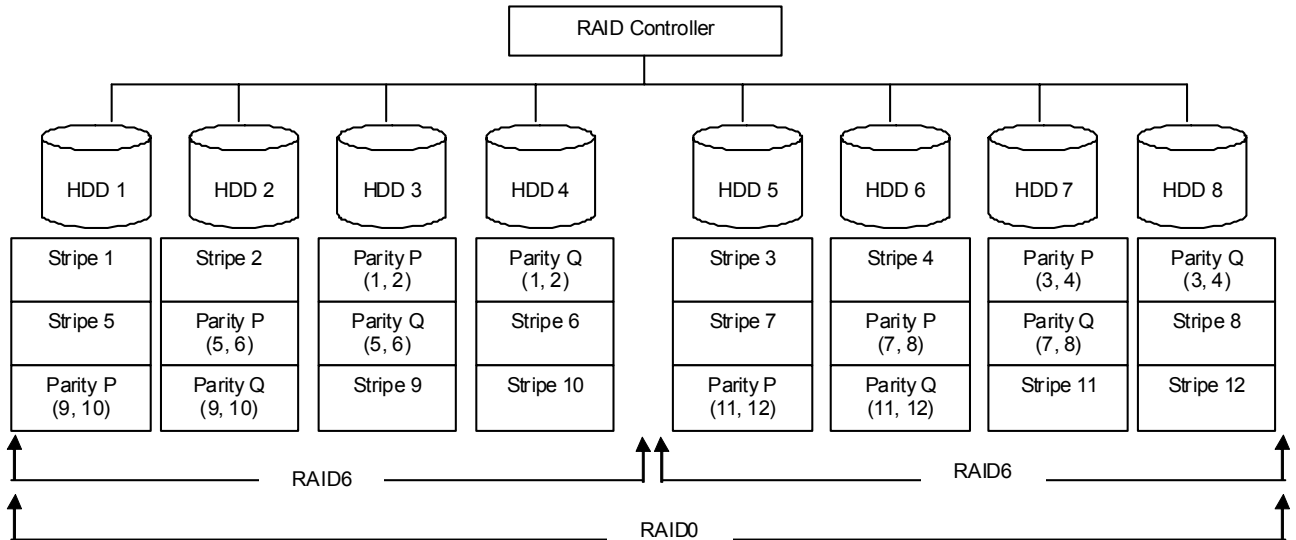 RAID Controller
HDD 1
HDD 2
HDD 3
HDD 4
HDD 5
HDD 6
HDD 7
HDD 8
Stripe 1
Stripe 2
Parity P
(1, 2)
Parity Q
(1, 2)
Stripe 3
Stripe 4
Parity P
(3, 4)
Parity Q
(3, 4)
Stripe 5
Parity P
(5, 6)
Parity Q
(5, 6)
Stripe 6
Stripe 7
Parity P
(7, 8)
Parity Q
(7, 8)
Stripe 8
Parity P
(9, 10)
Parity Q
(9, 10)
Stripe 9
Stripe 10
Parity P
(11, 12)
Parity Q
(11, 12)
Stripe 11
Stripe 12
RAID6
RAID6
RAID0